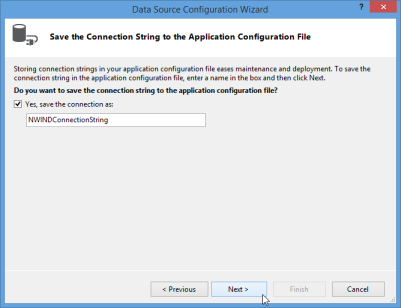 Data Source Configuration Wizard
?
Save the Connection String to the Application Configuration File
Storing connection strings in your application configuration file eases maintenance and deployment. To save the
connection string in the application configuration file, enter a name in the box and then click Next.
Do you want to save the connection string to the application configuration file?
Yes, save the connection as:
NWINDConnectionString
< Previous
Next >
Finish
Cancel